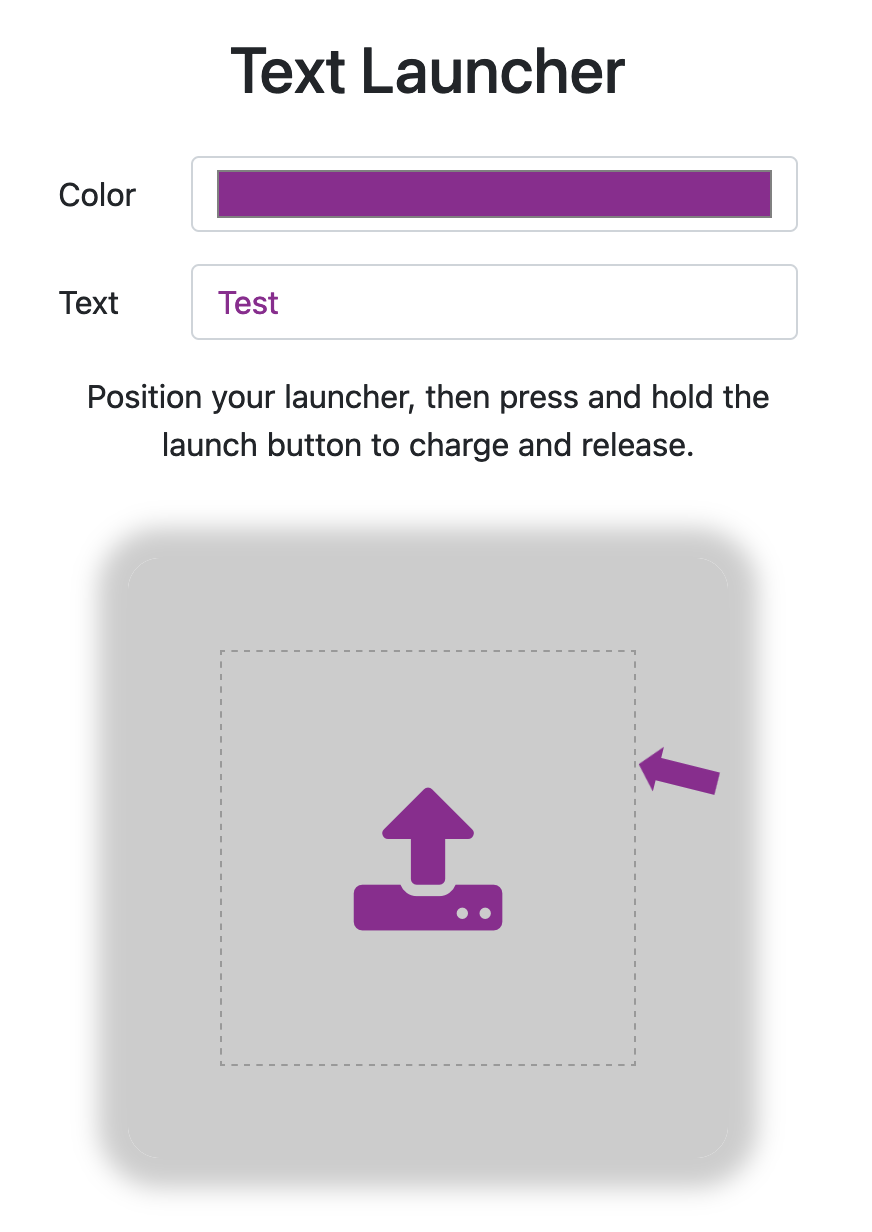 Text Launcher
Color
Text
Test
Position your launcher, then press and hold the
launch button to charge and release.